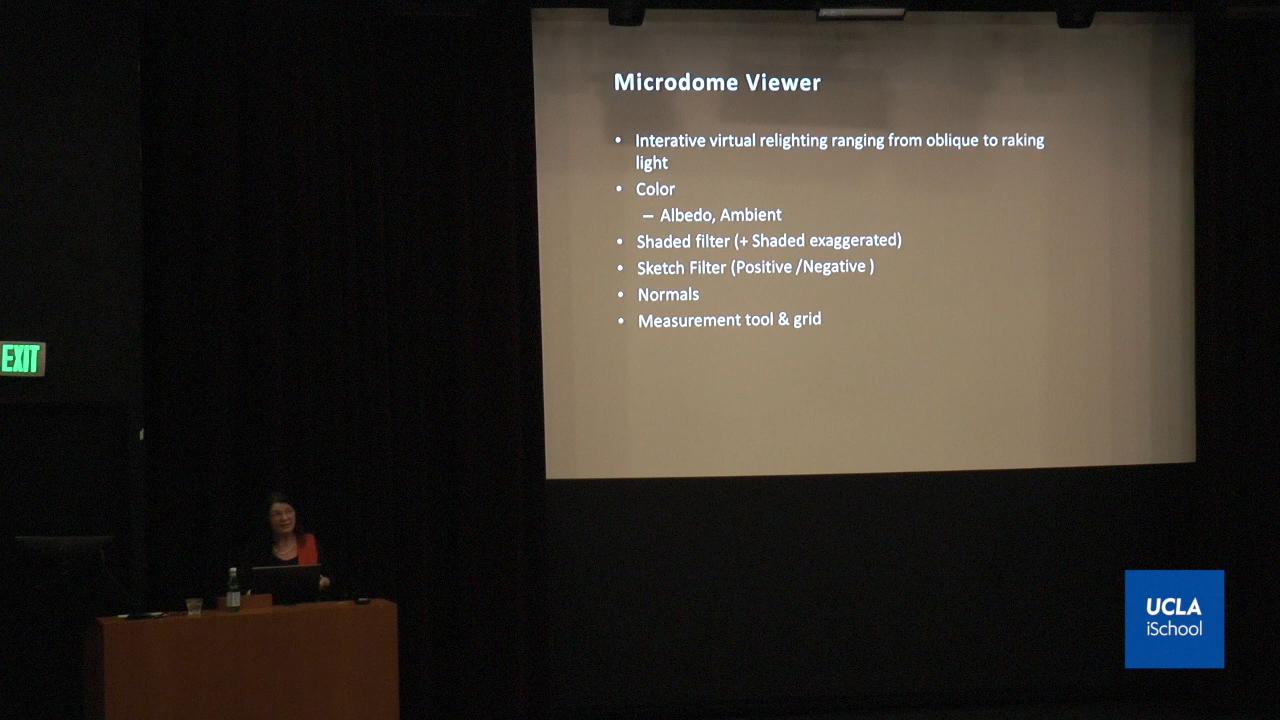 Microdome Viewer
• Interative virtual relighting ranging from oblique to raking
light
• Color
– Albedo, Ambient
• Shaded filter (+ Shaded exaggerated)
• Sketch Filter (Positive /Negative )
• Normals
• Measurement tool & grid
EXIT
UCLA
iSchool